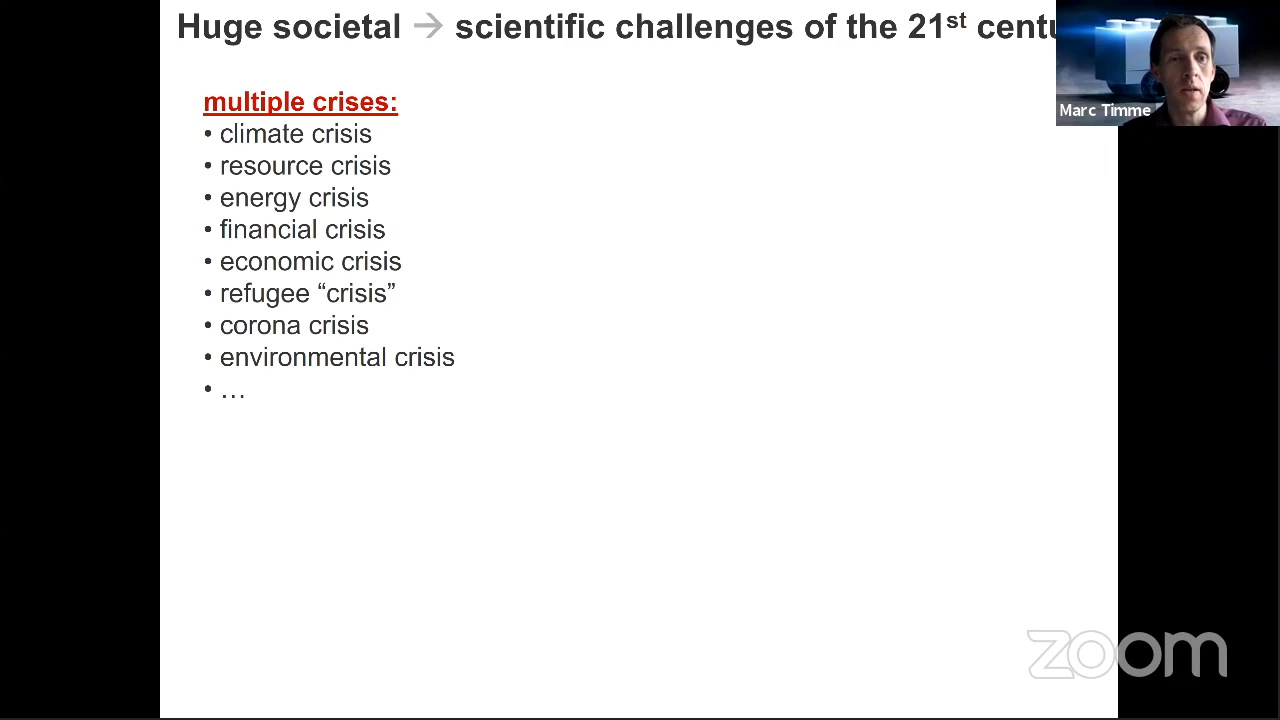 Huge societal → scientific challenges of the 21st centu
Marc Timme
multiple crises:
• climate crisis
• resource crisis
• energy crisis
• financial crisis
• economic crisis
• refugee “crisis”
• corona crisis
• environmental crisis
• …
zoom